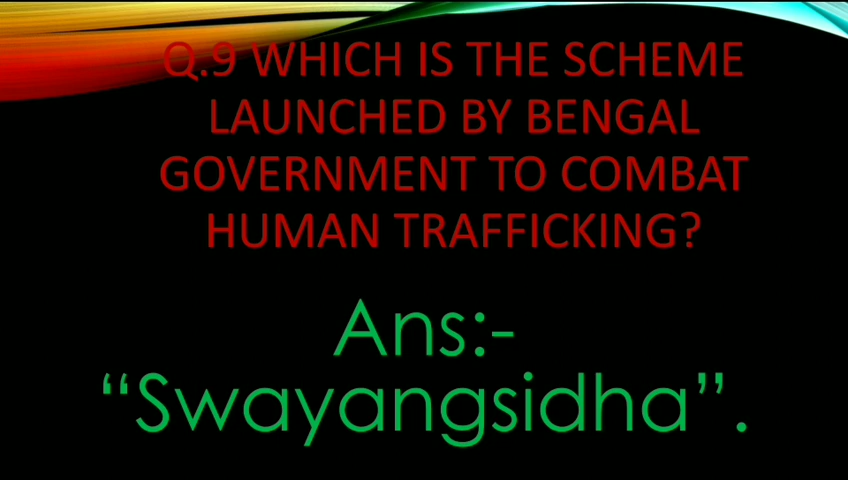 Q.9 WHICH IS THE SCHEME
LAUNCHED BY BENGAL
GOVERNMENT TO COMBAT
HUMAN TRAFFICKING?
Ans:-
“Swayangsidha”.